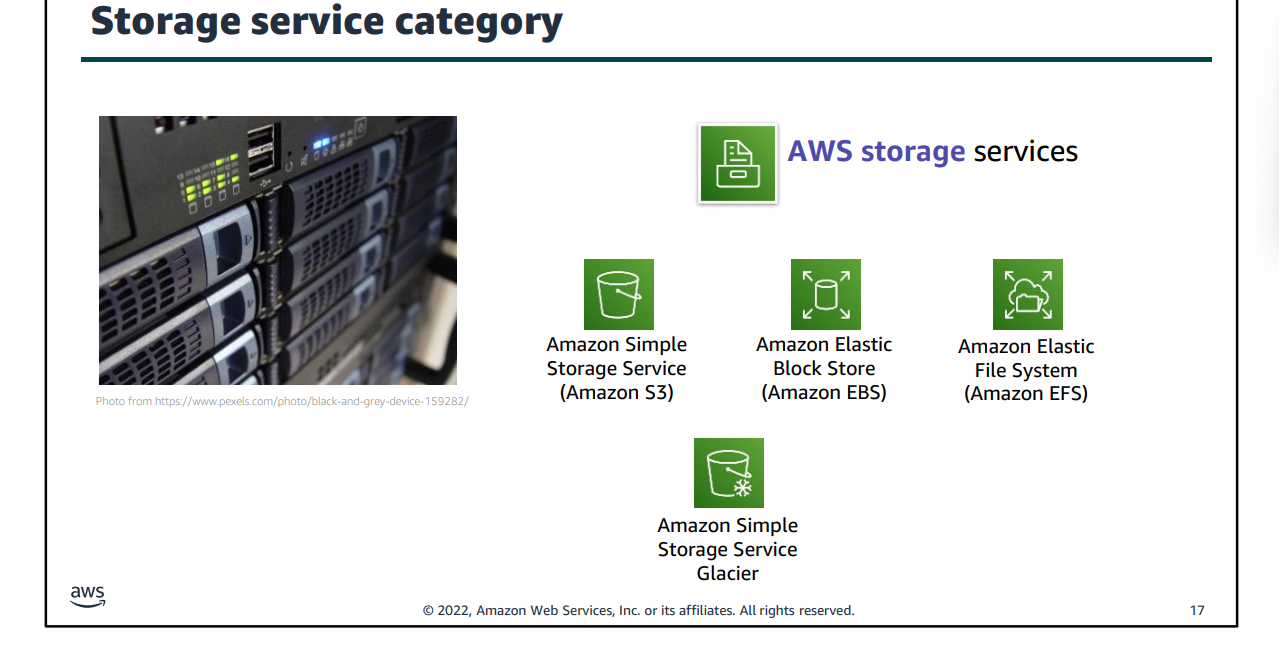 Storage service category
AWS storage services
Amazon Simple
Storage Service
(Amazon S3)
Amazon Elastic
Block Store
(Amazon EBS)
Amazon Elastic
File System
(Amazon EFS)
Photo from https://www.pexels.com/photo/black-and-grey-device-159282/
Amazon Simple
Storage Service
Glacier
aws
© 2022, Amazon Web Services, Inc. or its affiliates. All rights reserved.
17